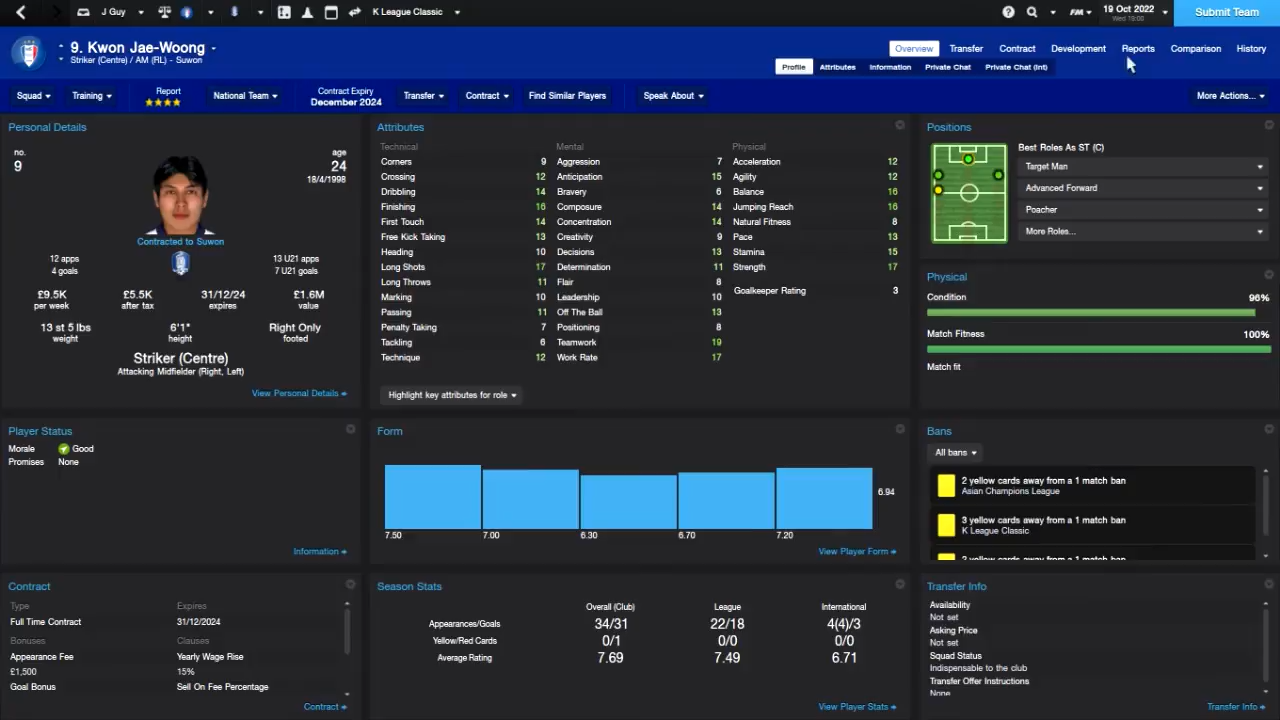 J Guy
K League Classic
19 Oct 2022
Wed 18:00
FM
Submit Team
9. Kwon Jae-Woong
Striker (Centre) / AM (RL) - Suwon
Overview Transfer Contract Development Reports Comparison History
Profile Attributes Information Private Chat Private Chat (Int)
Squad Training Report National Team Contract Expiry December 2024 Transfer Contract Find Similar Players Speak About More Actions...
Personal Details
no.
9
age
24
18/4/1998
Contracted to Suwon
12 apps
4 goals
13 U21 apps
7 U21 goals
£9.5K £5.5K 31/12/24 £1.6M
per week after tax expires value
13 st 5 lbs 6'1" Right Only
weight height footed
Striker (Centre)
Attacking Midfielder (Right, Left)
View Personal Details
Attributes
Technical Mental Physical
Corners 9 Aggression 7 Acceleration 12
Crossing 12 Anticipation 15 Agility 12
Dribbling 14 Bravery 6 Balance 16
Finishing 16 Composure 14 Jumping Reach 16
First Touch 14 Concentration 14 Natural Fitness 8
Free Kick Taking 13 Creativity 9 Pace 13
Heading 10 Decisions 13 Stamina 15
Long Shots 17 Determination 11 Strength 17
Long Throws 11 Flair 8
Goalkeeper Rating 3
Marking 10 Leadership 10
Passing 11 Off The Ball 13
Penalty Taking 7 Positioning 8
Tackling 6 Teamwork 19
Technique 12 Work Rate 17
Highlight key attributes for role
Positions
Best Roles As ST (C)
Target Man
Advanced Forward
Poacher
More Roles...
Physical
Condition 96%
Match Fitness 100%
Match fit
Player Status
Morale Good
Promises None
Information
Form
6.94
7.50 7.00 6.30 6.70 7.20
View Player Form
Bans
All bans
2 yellow cards away from a 1 match ban
Asian Champions League
3 yellow cards away from a 1 match ban
K League Classic
2 yellow cards away from a 1 match ban
Contract
Type Expires
Full Time Contract 31/12/2024
Bonuses Clauses
Appearance Fee Yearly Wage Rise
£1,500 15%
Goal Bonus Sell On Fee Percentage
Contract
Season Stats
Overall (Club) League International
Appearances/Goals 34/31 22/18 4(4)/3
Yellow/Red Cards 0/1 0/0 0/0
Average Rating 7.69 7.49 6.71
View Player Stats
Transfer Info
Availability
Not set
Asking Price
Not set
Squad Status
Indispensable to the club
Transfer Offer Instructions
None
Transfer Info